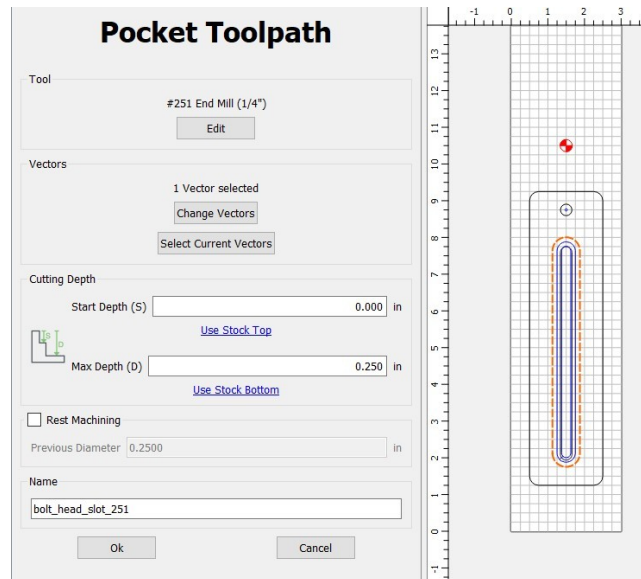 Pocket Toolpath
Tool
#251 End Mill (1/4")
Edit
Vectors
1 Vector selected
Change Vectors
Select Current Vectors
Cutting Depth
Start Depth (S) 0.000 in
Use Stock Top
S
D
Max Depth (D) 0.250 in
Use Stock Bottom
Rest Machining
Previous Diameter 0.2500 in
Name
bolt_head_slot_251
Ok Cancel
-1 0 1 2 3
13
12
11
10
9
8
7
6
5
4
3
2
1
0
-1